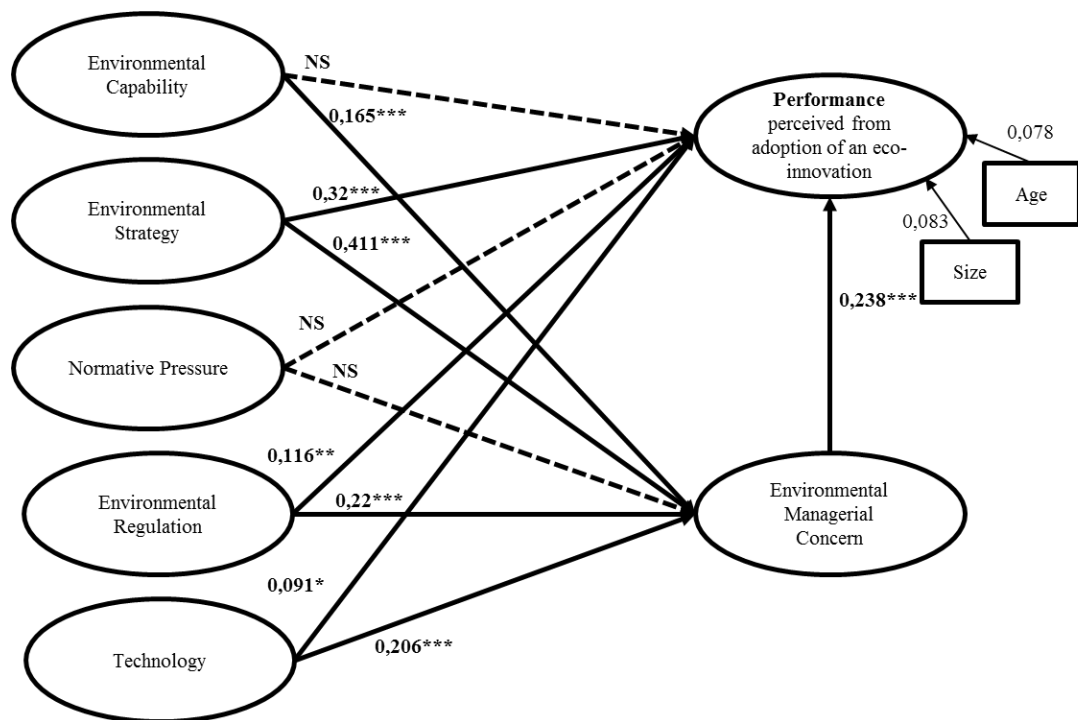 Environmental
Capability
NS
0,165***
Performance
perceived from
adoption of an eco-
innovation
0,078
Age
Environmental
Strategy
0,32***
0,411***
0,083
Size
0,238***
Normative Pressure
NS
NS
Environmental
Regulation
0,116**
0,22***
Environmental
Managerial
Concern
Technology
0,091*
0,206***